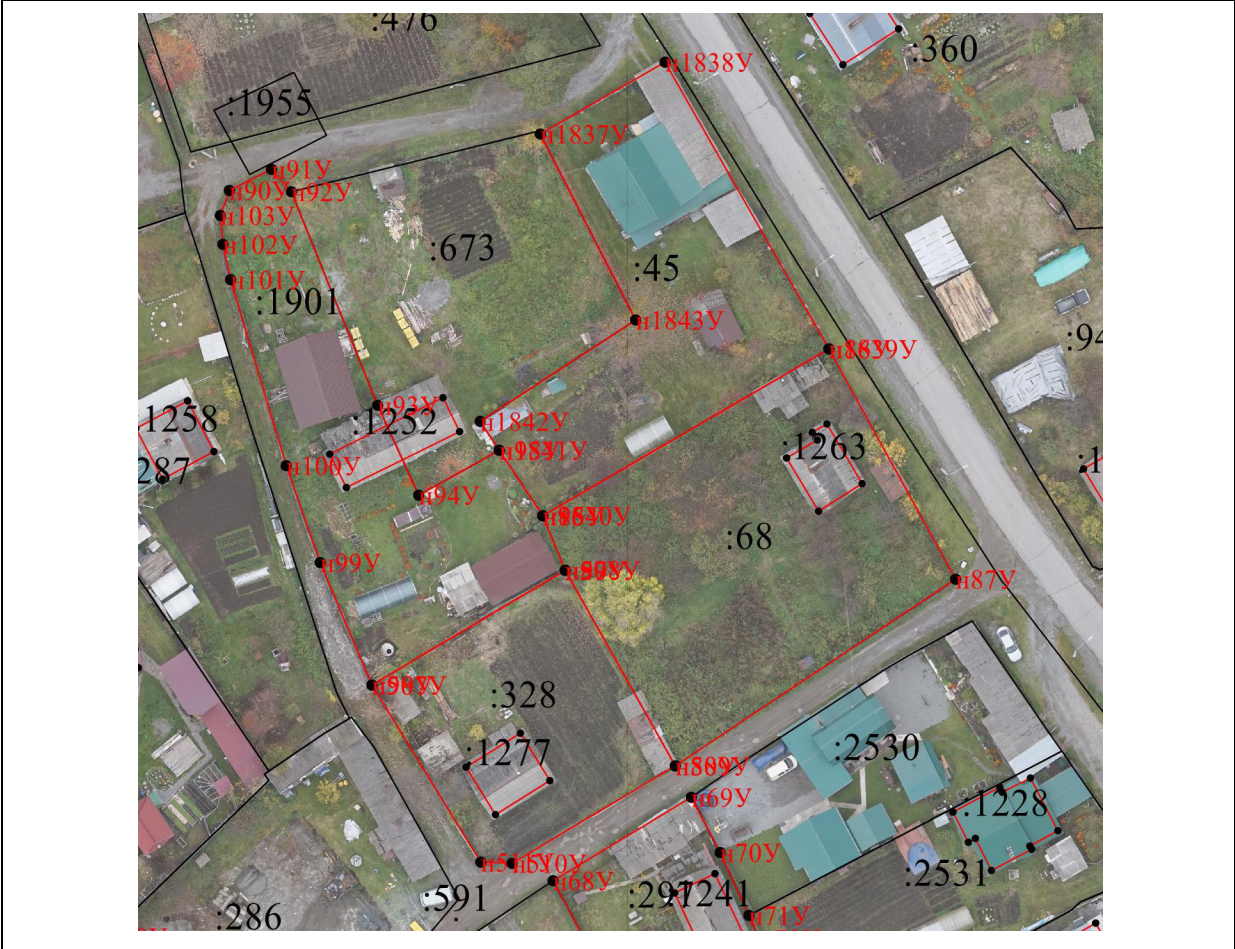 :476
:360
н1838У
:1955
н1837У
н91У
н90У
н92У
н103У
н102У
:673
:45
н101У
:1901
н1843У
:94
н93У
:1252
:1263
1258
н1842У
н100У
287
н94У
:68
н99У
н87У
:328
:2530
:1277
н69У
:1228
н70У
:2531
н68У
:591
:286
н71У